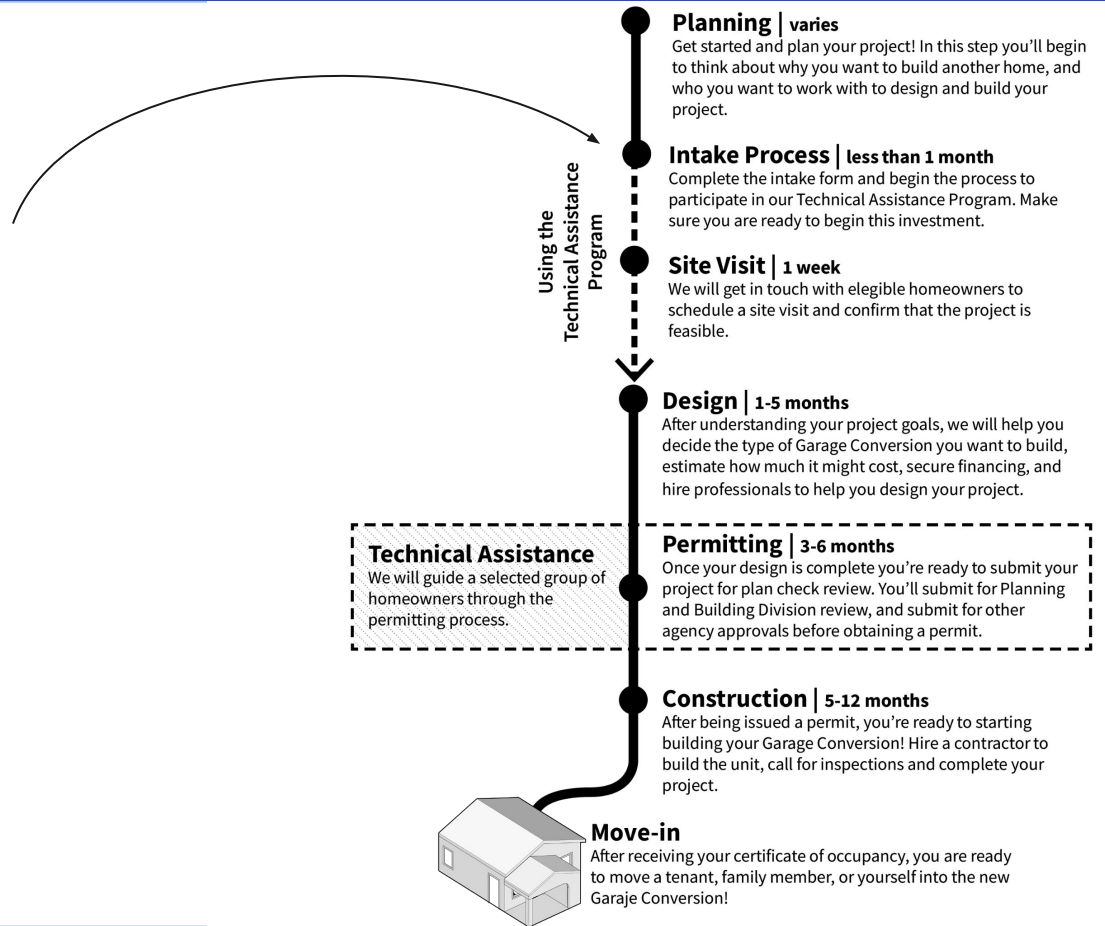 Planning | varies
Get started and plan your project! In this step you’ll begin
to think about why you want to build another home, and
who you want to work with to design and build your
project.
Intake Process | less than 1 month
Complete the intake form and begin the process to
participate in our Technical Assistance Program. Make
sure you are ready to begin this investment.
Using the
Technical Assistance
Program
Site Visit | 1 week
We will get in touch with elegible homeowners to
schedule a site visit and confirm that the project is
feasible.
Design | 1-5 months
After understanding your project goals, we will help you
decide the type of Garage Conversion you want to build,
estimate how much it might cost, secure financing, and
hire professionals to help you design your project.
Technical Assistance
We will guide a selected group of
homeowners through the
permitting process.
Permitting | 3-6 months
Once your design is complete you’re ready to submit your
project for plan check review. You’ll submit for Planning
and Building Division review, and submit for other
agency approvals before obtaining a permit.
Construction | 5-12 months
After being issued a permit, you’re ready to starting
building your Garage Conversion! Hire a contractor to
build the unit, call for inspections and complete your
project.
Move-in
After receiving your certificate of occupancy, you are ready
to move a tenant, family member, or yourself into the new
Garaje Conversion!